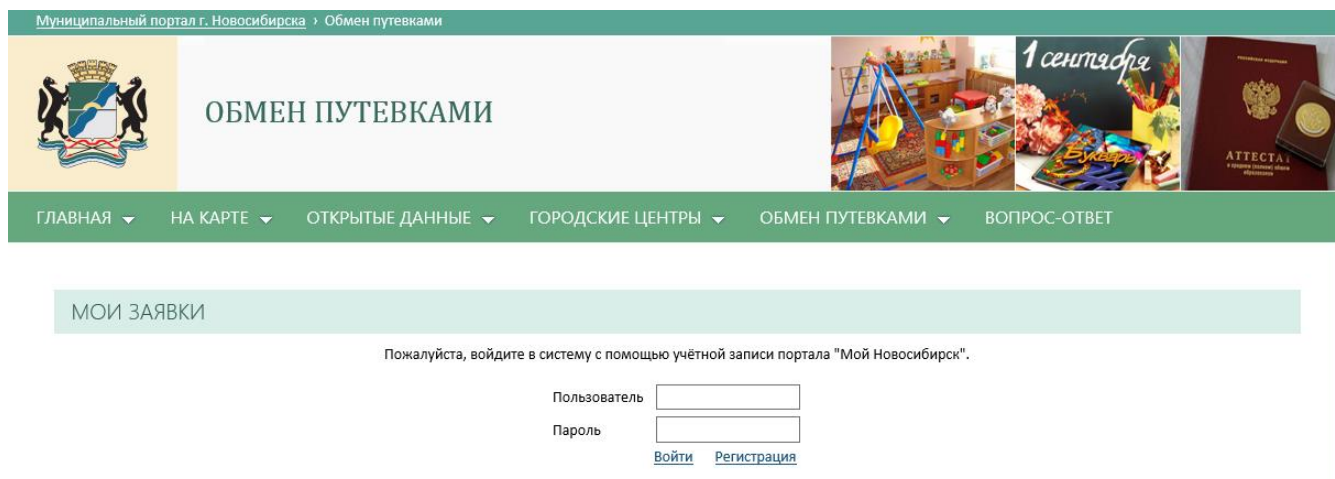 Муниципальный портал г. Новосибирска › Обмен путевками
ОБМЕН ПУТЕВКАМИ
1 сентября
Букварь
АТТЕСТАТ
ГЛАВНАЯ НА КАРТЕ ОТКРЫТЫЕ ДАННЫЕ ГОРОДСКИЕ ЦЕНТРЫ ОБМЕН ПУТЕВКАМИ ВОПРОС-ОТВЕТ
МОИ ЗАЯВКИ
Пожалуйста, войдите в систему с помощью учётной записи портала "Мой Новосибирск".
Пользователь
Пароль
Войти Регистрация